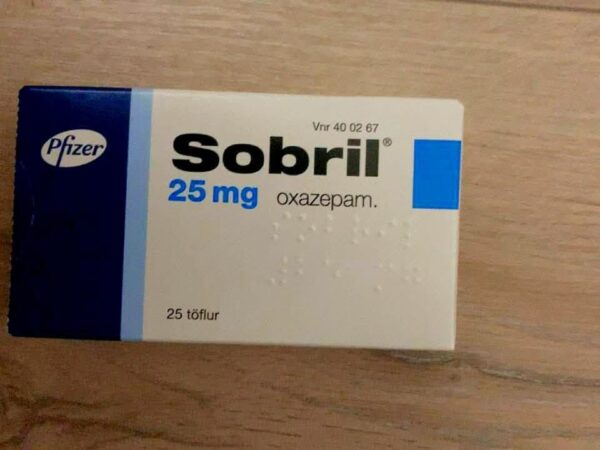 Pfizer
Vnr 40 02 67
Sobril®
25 mg oxazepam.
25 töflur